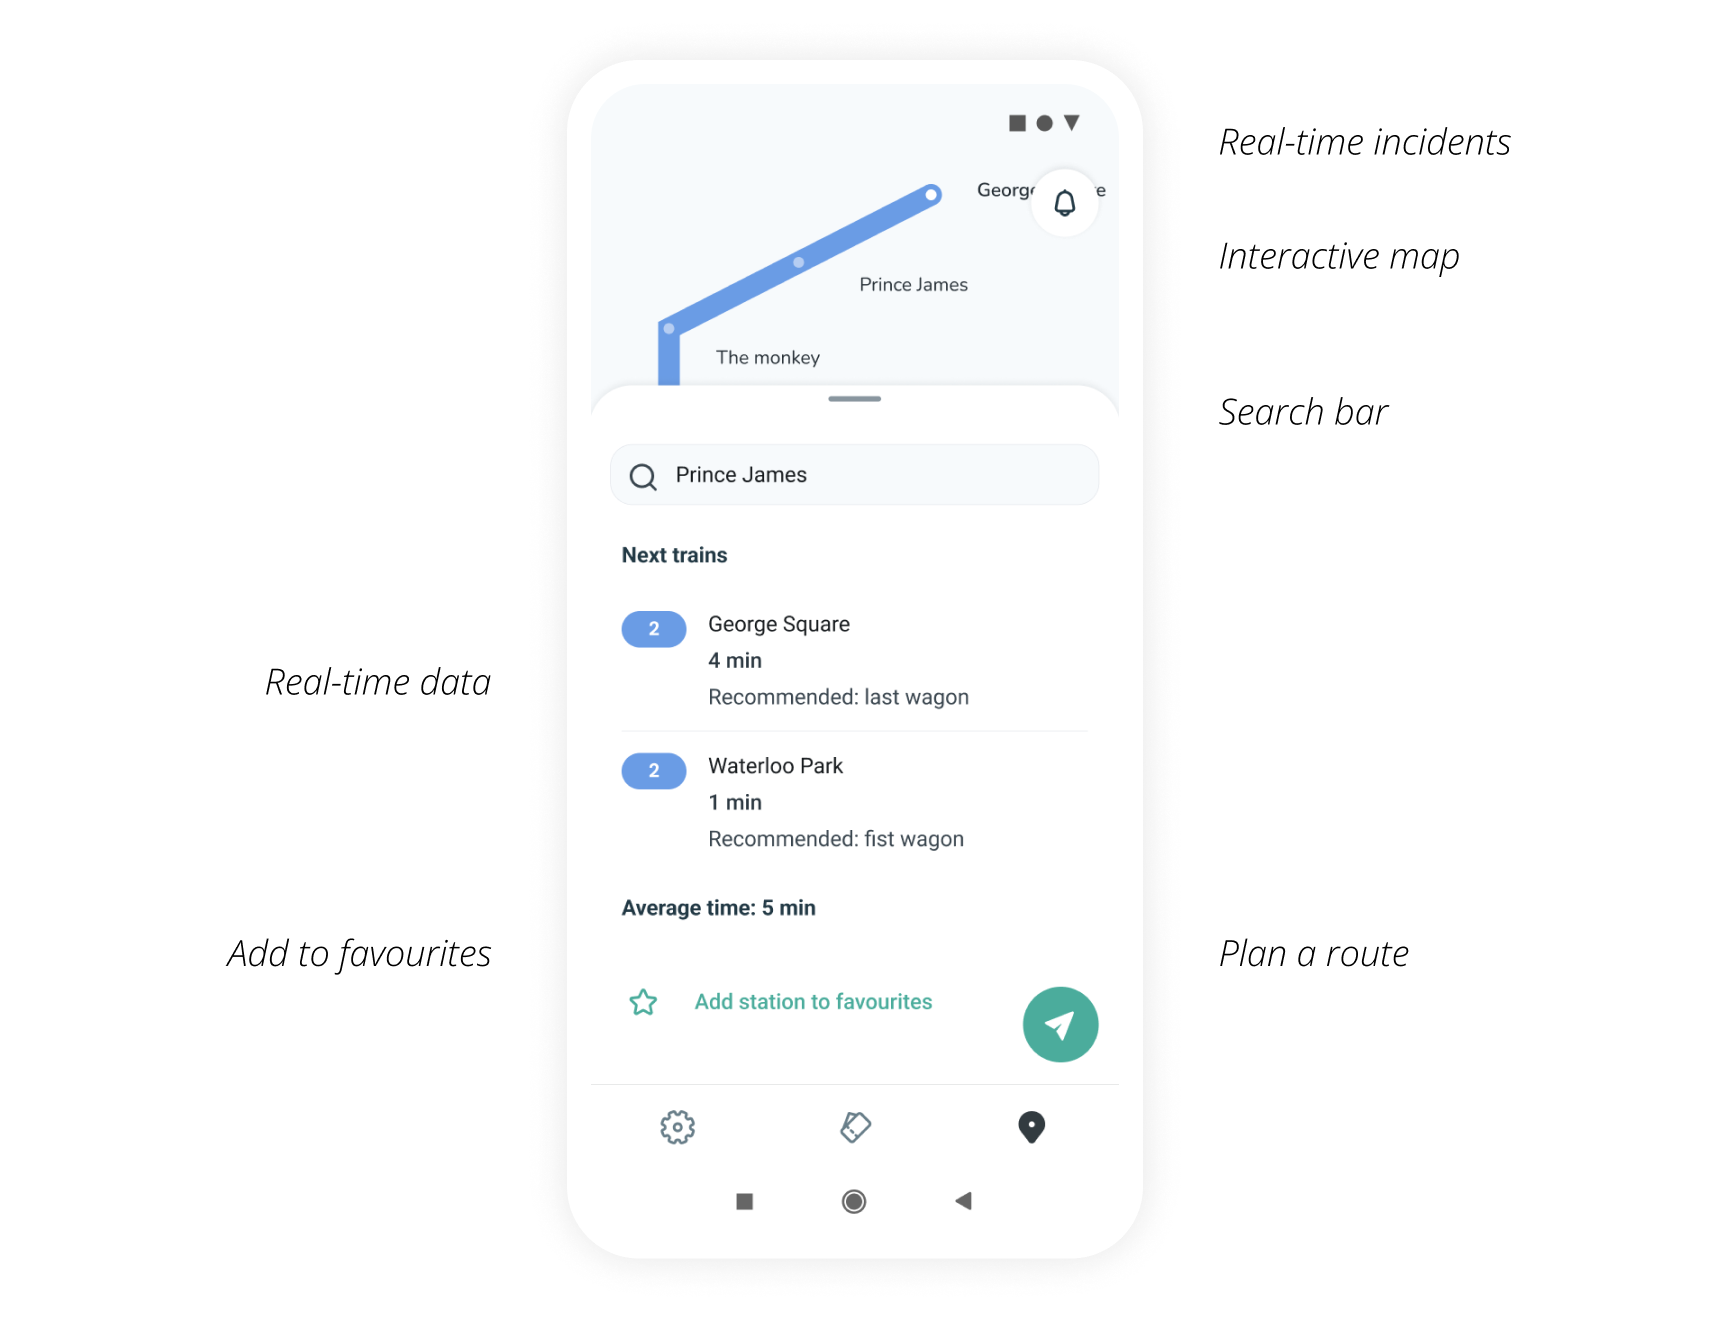 Real-time incidents
George e
Interactive map
Prince James
The monkey
Search bar
Prince James
Next trains
2 George Square
4 min
Real-time data
Recommended: last wagon
2 Waterloo Park
1 min
Recommended: fist wagon
Average time: 5 min
Add to favourites
Plan a route
Add station to favourites